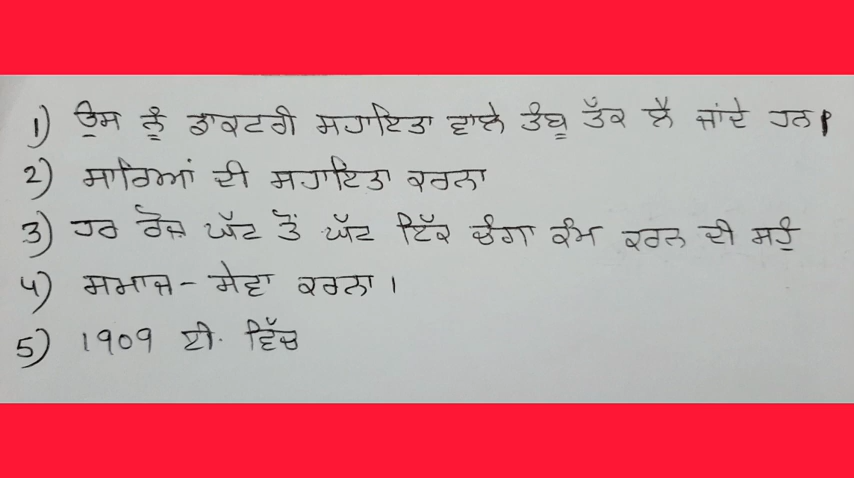 1) ਉਸ ਨੂੰ ਡਾਕਟਰੀ ਸਹਾਇਤਾ ਵਾਲੇ ਤੰਬੂ ਤੱਕ ਲੈ ਜਾਂਦੇ ਹਨ।
2) ਸਾਰਿਆਂ ਦੀ ਸਹਾਇਤਾ ਕਰਨਾ
3) ਹਰ ਰੋਜ਼ ਘੱਟ ਤੋਂ ਘੱਟ ਇੱਕ ਚੰਗਾ ਕੰਮ ਕਰਨ ਦੀ ਸਹੁੰ
4) ਸਮਾਜ - ਸੇਵਾ ਕਰਨਾ ।
5) 1909 ਈ. ਵਿੱਚ